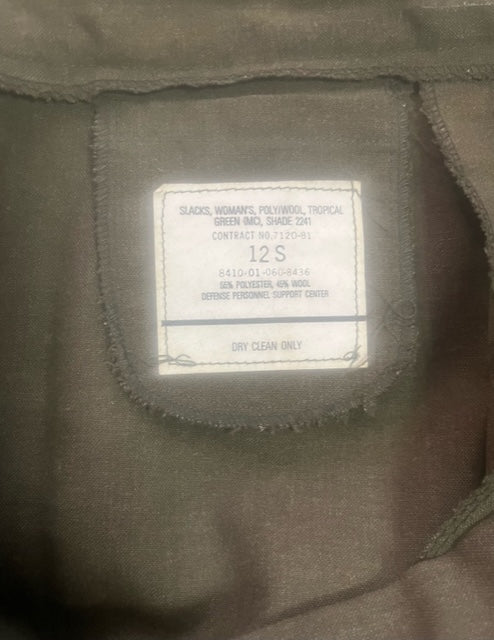 SLACKS, WOMAN'S, POLY/WOOL, TROPICAL
GREEN (MC), SHADE 2241
CONTRACT NO. 7120-81
12 S
8410-01-060-8436
55% POLYESTER, 45% WOOL
DEFENSE PERSONNEL SUPPORT CENTER
DRY CLEAN ONLY